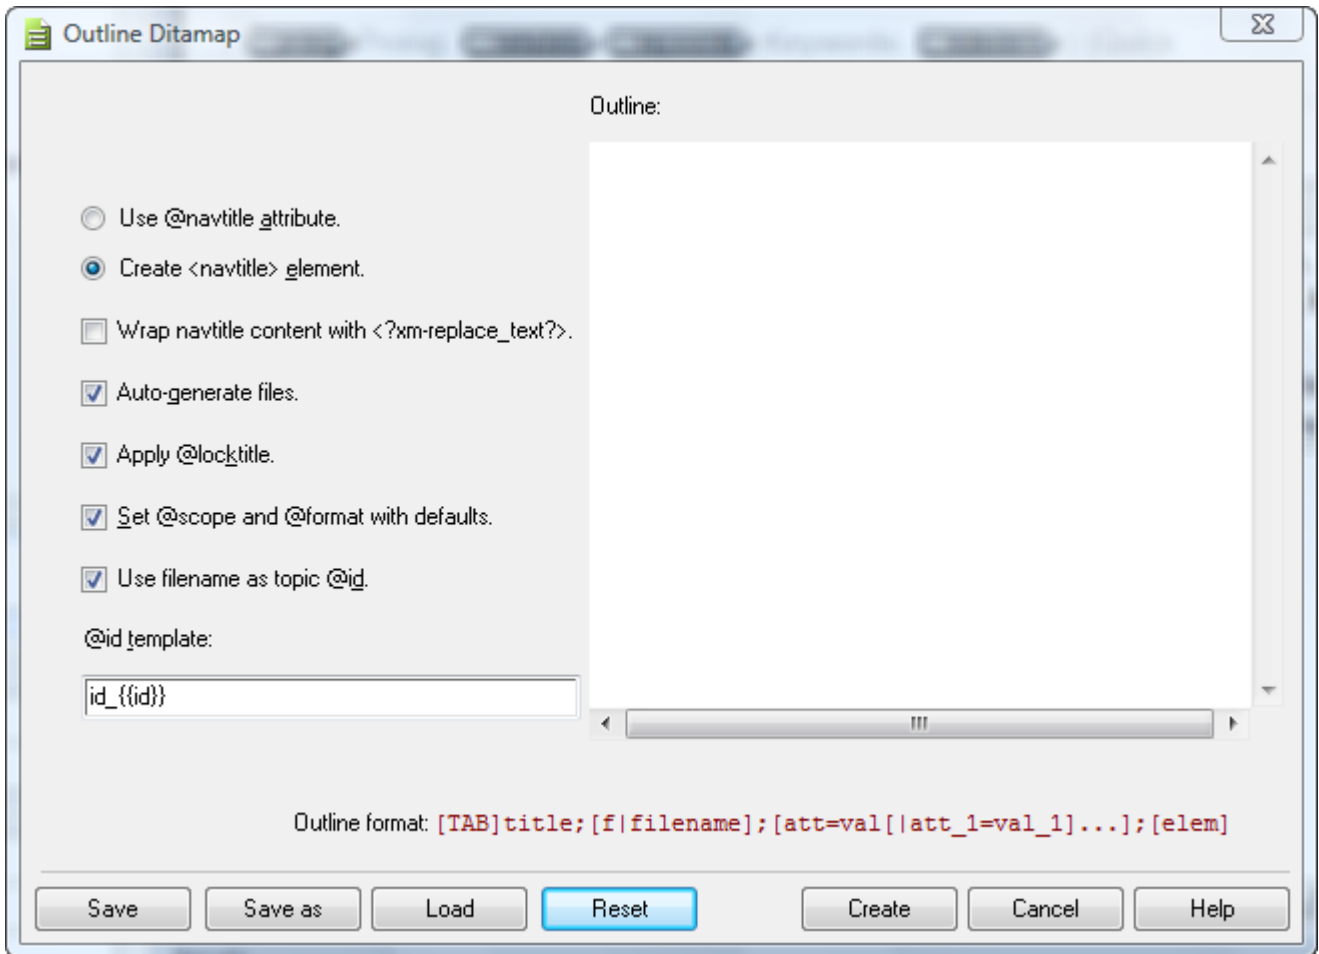 Outline Ditamap
Outline:
Use @navtitle attribute.
Create <navtitle> element.
Wrap navtitle content with <?xm-replace_text?>.
Auto-generate files.
Apply @locktitle.
Set @scope and @format with defaults.
Use filename as topic @id.
@id template:
id_{{id}}
Outline format: [TAB]title;[f|filename];[att=val[|att_1=val_1]...];[elem]
Save Save as Load Reset Create Cancel Help